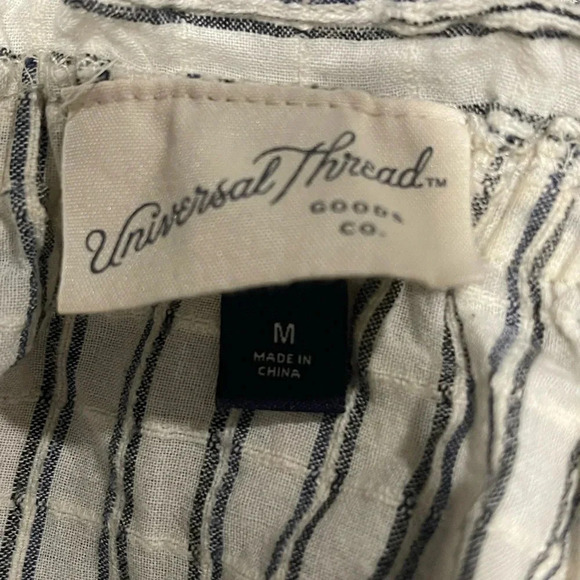 Universal Thread™
GOODS
CO.
M
MADE IN
CHINA